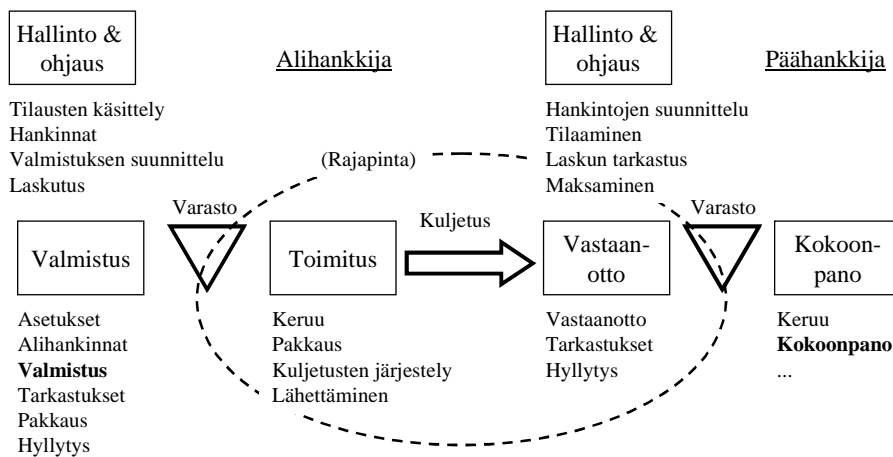 Hallinto &
ohjaus
Alihankkija
Hallinto &
ohjaus
Päähankkija
Tilausten käsittely
Hankinnat
Valmistuksen suunnittelu
Laskutus
(Rajapinta)
Hankintojen suunnittelu
Tilaaminen
Laskun tarkastus
Maksaminen
Varasto
Kuljetus
Varasto
Valmistus
Toimitus
Vastaan-
otto
Kokoon-
pano
Asetukset
Alihankinnat
Valmistus
Tarkastukset
Pakkaus
Hyllytys
Keruu
Pakkaus
Kuljetusten järjestely
Lähettäminen
Vastaanotto
Tarkastukset
Hyllytys
Keruu
Kokoonpano
...